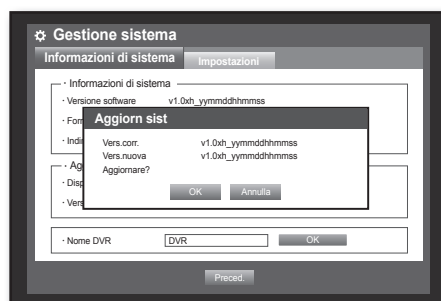 Gestione sistema
Informazioni di sistema Impostazioni
· Informazioni di sistema
· Versione software v1.0xh_yymmddhhmmss
Aggiorn sist
Vers.corr. v1.0xh_yymmddhhmmss
Vers.nuova v1.0xh_yymmddhhmmss
Aggiornare?
OK Annulla
· Nome DVR DVR OK
Preced.